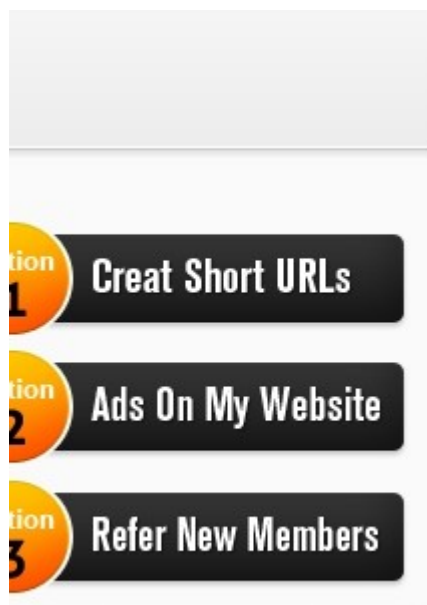 tion
1
Creat Short URLs
tion
2
Ads On My Website
tion
3
Refer New Members